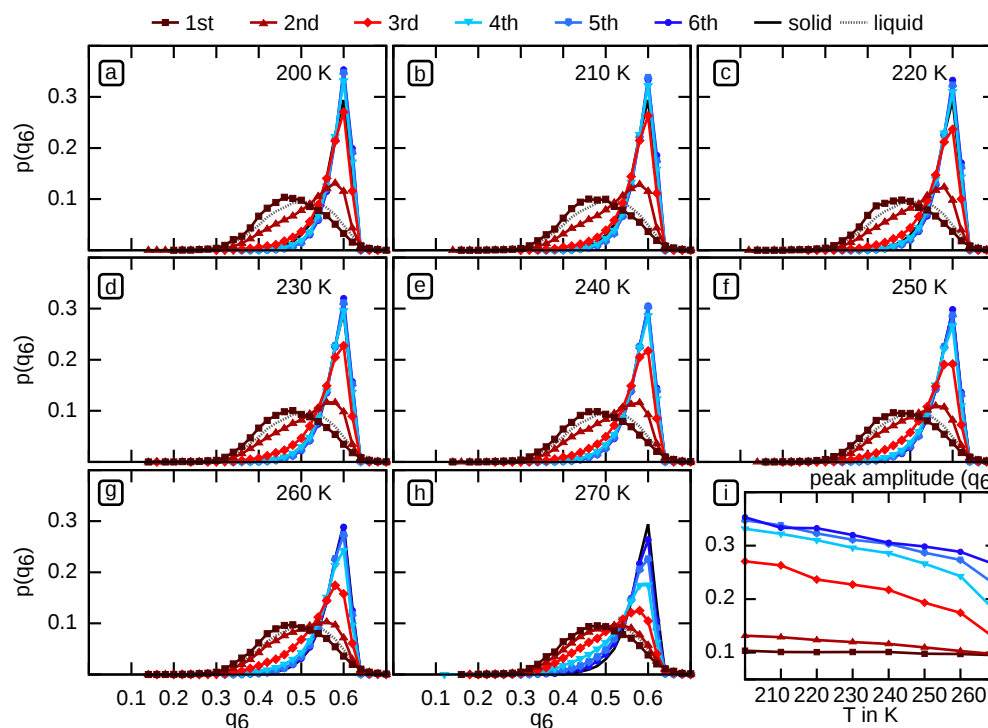 1st 2nd 3rd 4th 5th 6th solid liquid
a 200 K b 210 K c 220 K
p(q6)
0.3
0.2
0.1
d 230 K e 240 K f 250 K
p(q6)
0.3
0.2
0.1
g 260 K h 270 K i peak amplitude (q6
p(q6)
0.3
0.2
0.1
0.3
0.2
0.1
0.1 0.2 0.3 0.4 0.5 0.6 0.1 0.2 0.3 0.4 0.5 0.6 210 220 230 240 250 260
q6 q6 T in K